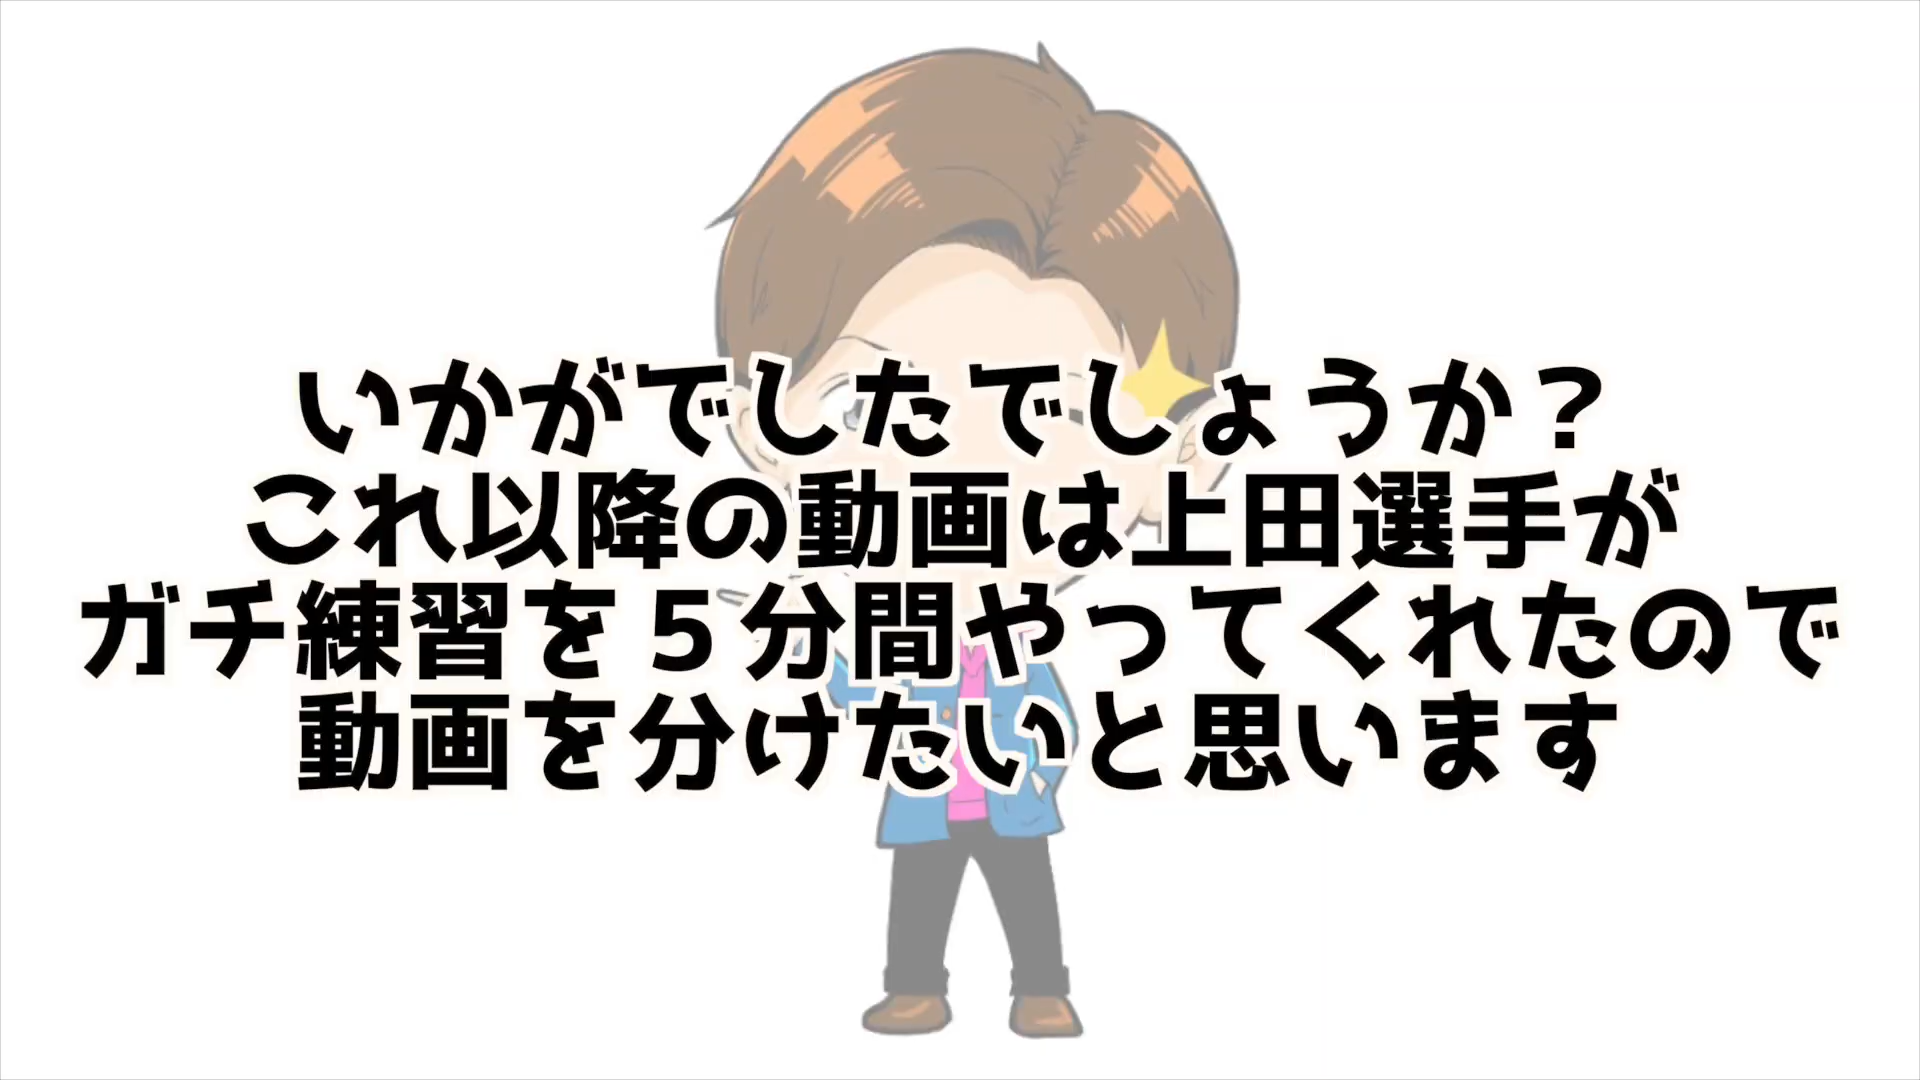 いかがでしたでしょうか？
これ以降の動画は上田選手が
ガチ練習を５分間やってくれたので
動画を分けたいと思います